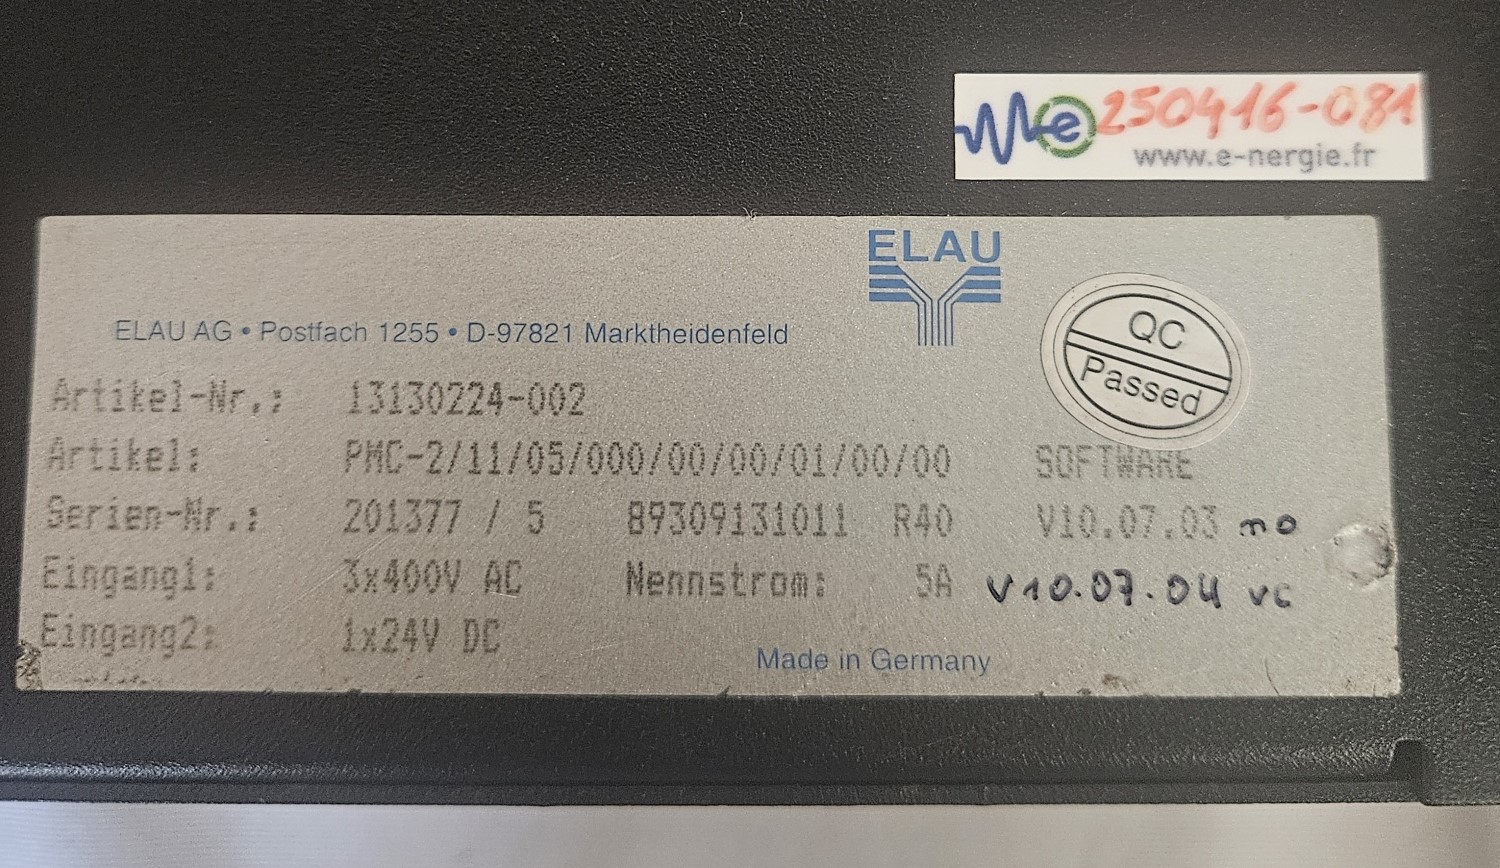 e 250416-081
www.e-nergie.fr
ELAU
ELAU AG • Postfach 1255 • D-97821 Marktheidenfeld
QC
Passed
Artikel-Nr.: 13130224-002
Artikel: PMC-2/11/05/000/00/00/01/00/00 SOFTWARE
Serien-Nr.: 201377 / 5 89309131011 R40 V10.07.03 mo
Eingang1: 3x400V AC Nennstrom: 5A V10.07.04 vc
Eingang2: 1x24V DC
Made in Germany